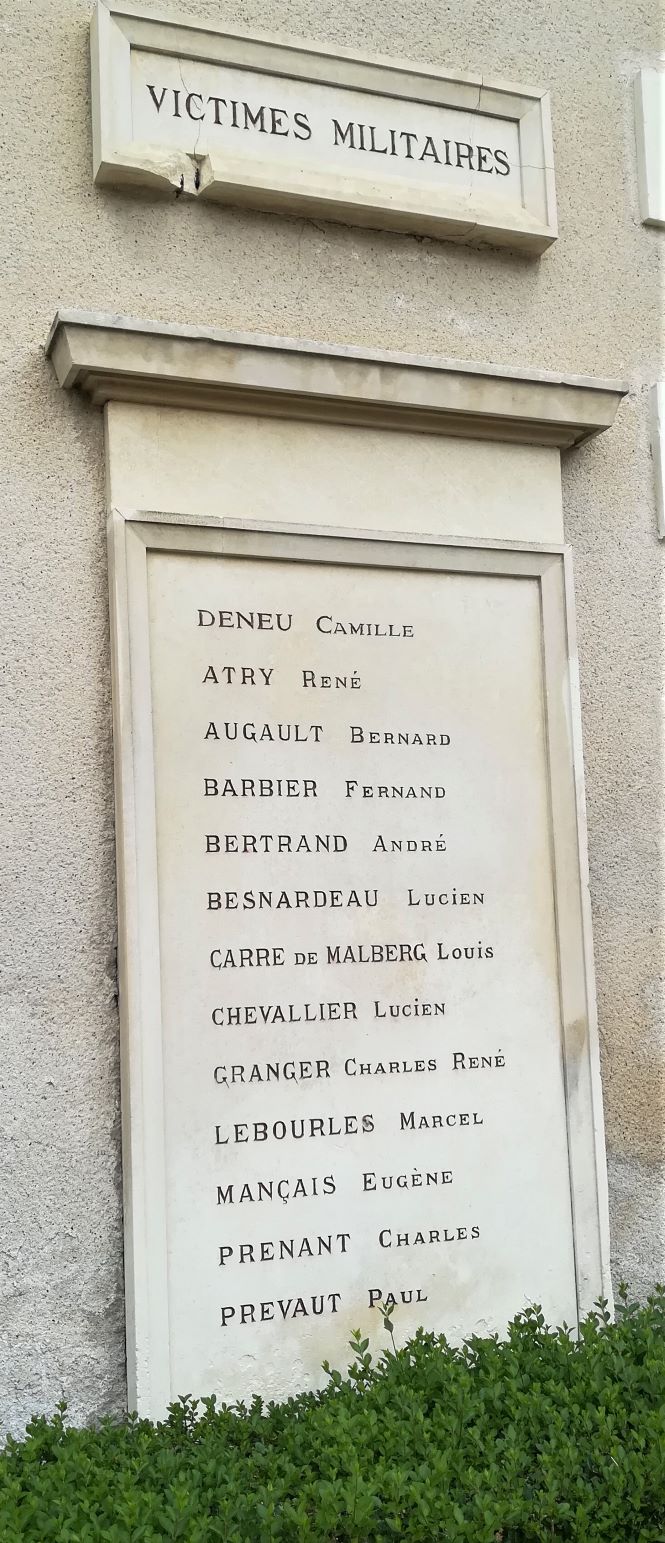 VICTIMES MILITAIRES
DENEU CAMILLE
ATRY RENÉ
AUGAULT BERNARD
BARBIER FERNAND
BERTRAND ANDRÉ
BESNARDEAU LUCIEN
CARRE DE MALBERG LOUIS
CHEVALLIER LUCIEN
GRANGER CHARLES RENÉ
LEBOURLES MARCEL
MANÇAIS EUGÈNE
PRENANT CHARLES
PREVAUT PAUL